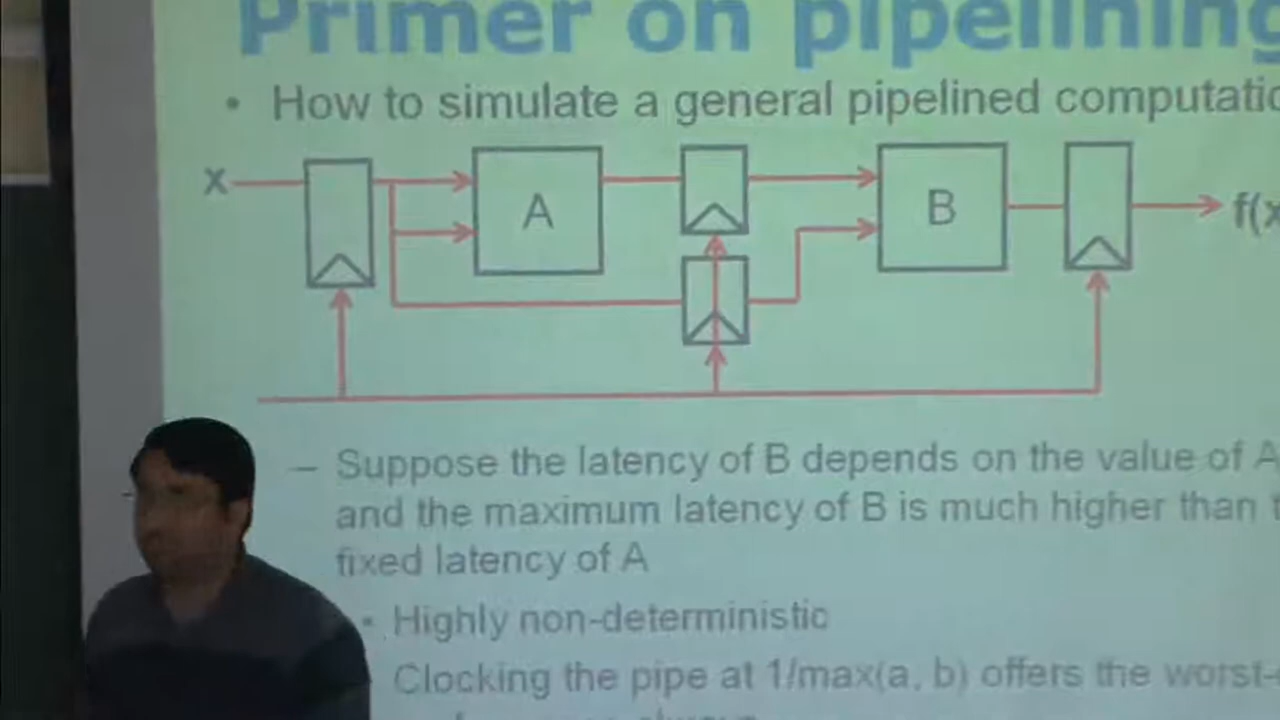 Primer on pipelining
• How to simulate a general pipelined computatio
x
A
B
f(x
– Suppose the latency of B depends on the value of A
and the maximum latency of B is much higher than t
fixed latency of A
• Highly non-deterministic
Clocking the pipe at 1/max(a, b) offers the worst-